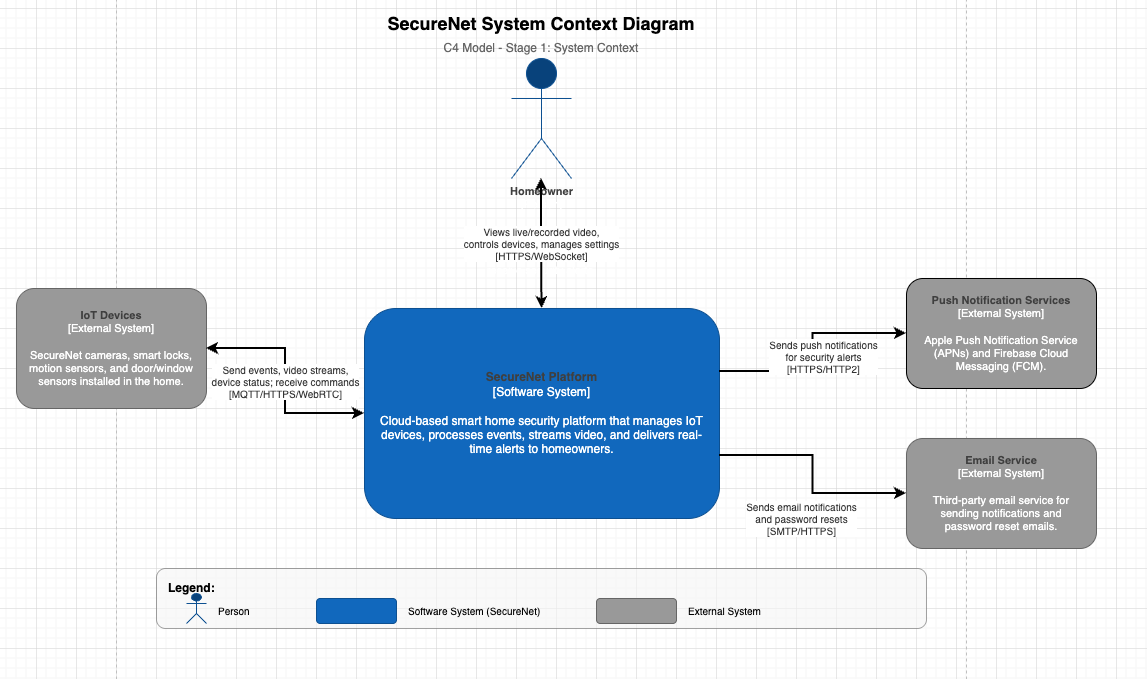 SecureNet System Context Diagram
C4 Model - Stage 1: System Context
Homeowner
Views live/recorded video,
controls devices, manages settings
[HTTPS/WebSocket]
IoT Devices
[External System]
SecureNet cameras, smart locks,
motion sensors, and door/window
sensors installed in the home.
Send events, video streams,
device status; receive commands
[MQTT/HTTPS/WebRTC]
SecureNet Platform
[Software System]
Cloud-based smart home security platform that manages IoT
devices, processes events, streams video, and delivers real-
time alerts to homeowners.
Sends push notifications
for security alerts
[HTTPS/HTTP2]
Push Notification Services
[External System]
Apple Push Notification Service
(APNs) and Firebase Cloud
Messaging (FCM).
Sends email notifications
and password resets
[SMTP/HTTPS]
Email Service
[External System]
Third-party email service for
sending notifications and
password reset emails.
Legend:
Person
Software System (SecureNet)
External System